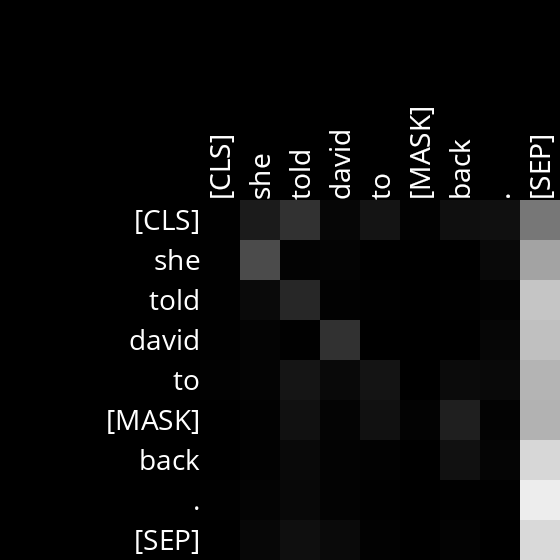 [CLS] she told david to [MASK] back . [SEP]
[CLS]
she
told
david
to
[MASK]
back
.
[SEP]